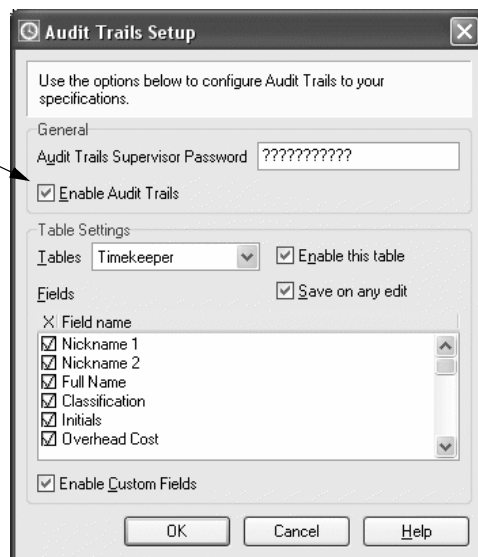 Audit Trails Setup
Use the options below to configure Audit Trails to your
specifications.
General
Audit Trails Supervisor Password ???????????
Enable Audit Trails
Table Settings
Tables Timekeeper Enable this table
Fields Save on any edit
X Field name
Nickname 1
Nickname 2
Full Name
Classification
Initials
Overhead Cost
Enable Custom Fields
OK Cancel Help